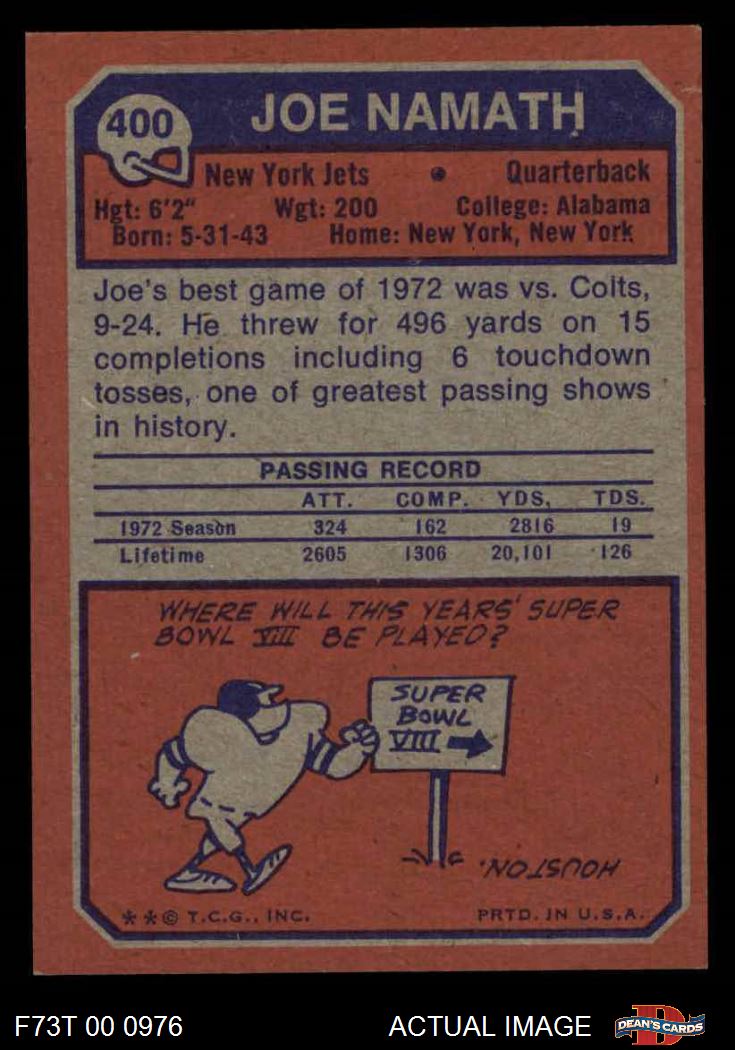 400
JOE NAMATH
New York Jets • Quarterback
Hgt: 6'2" Wgt: 200 College: Alabama
Born: 5-31-43 Home: New York, New York
Joe's best game of 1972 was vs. Colts,
9-24. He threw for 496 yards on 15
completions including 6 touchdown
tosses, one of greatest passing shows
in history.
PASSING RECORD
ATT. COMP. YDS. TDS.
1972 Season 324 162 2816 19
Lifetime 2605 1306 20,101 126
WHERE WILL THIS YEARS' SUPER
BOWL VIII BE PLAYED?
SUPER
BOWL
VIII
HOUSTON.
**© T.C.G., INC. PRTD. IN U.S.A.
F73T 00 0976 ACTUAL IMAGE D DEAN'S CARDS